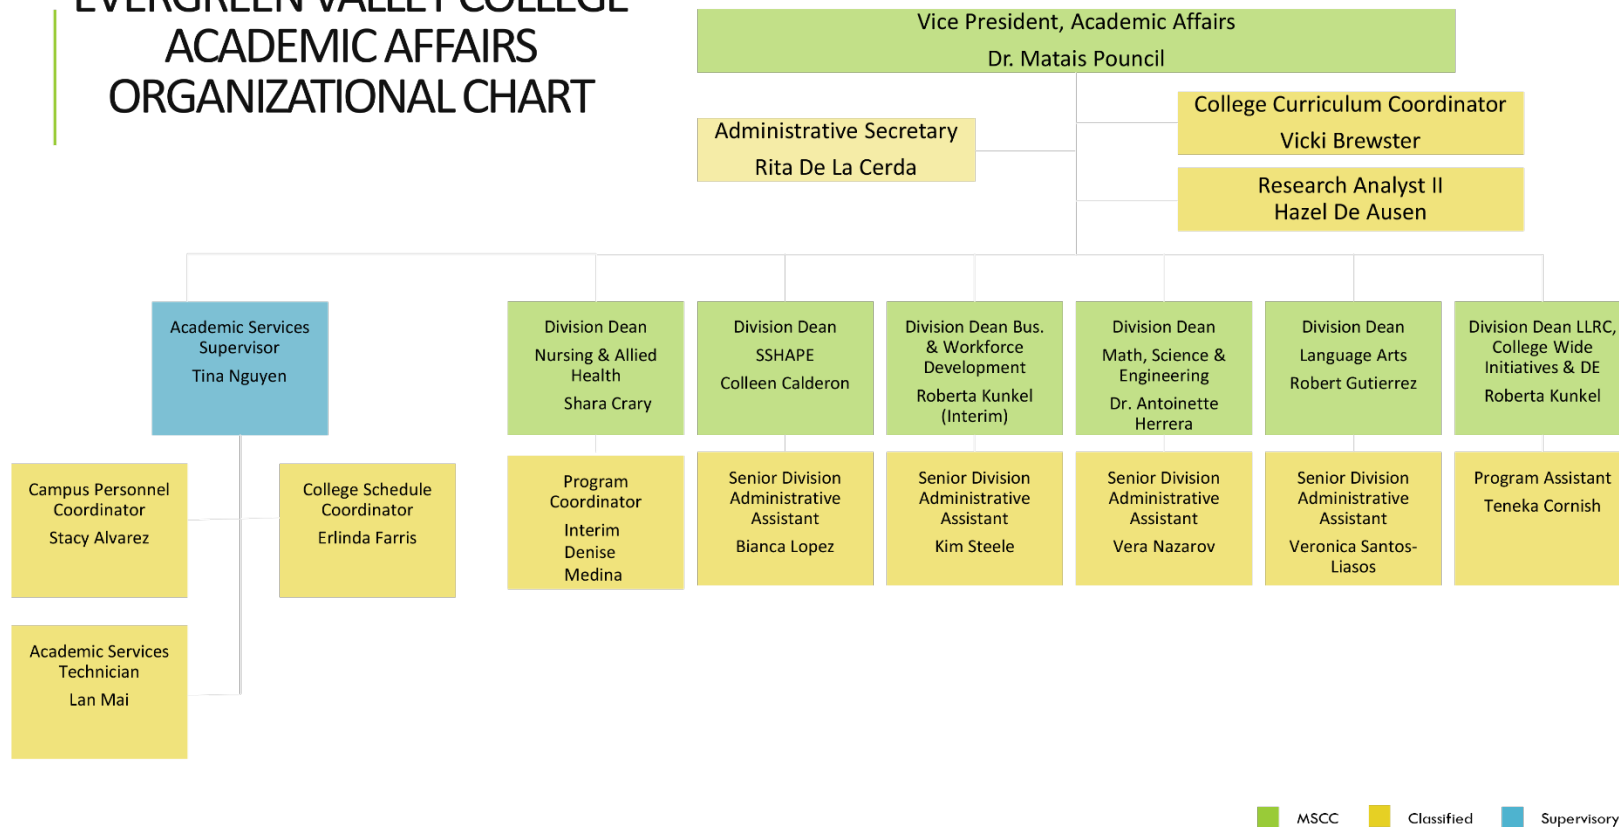 EVERGREEN VALLEY COLLEGE
ACADEMIC AFFAIRS
ORGANIZATIONAL CHART
Vice President, Academic Affairs
Dr. Matais Pouncil
Administrative Secretary
Rita De La Cerda
College Curriculum Coordinator
Vicki Brewster
Research Analyst II
Hazel De Ausen
Academic Services
Supervisor
Tina Nguyen
Division Dean
Nursing & Allied
Health
Shara Crary
Division Dean
SSHAPE
Colleen Calderon
Division Dean Bus.
& Workforce
Development
Roberta Kunkel
(Interim)
Division Dean
Math, Science &
Engineering
Dr. Antoinette
Herrera
Division Dean
Language Arts
Robert Gutierrez
Division Dean LLRC,
College Wide
Initiatives & DE
Roberta Kunkel
Campus Personnel
Coordinator
Stacy Alvarez
College Schedule
Coordinator
Erlinda Farris
Program
Coordinator
Interim
Denise
Medina
Senior Division
Administrative
Assistant
Bianca Lopez
Senior Division
Administrative
Assistant
Kim Steele
Senior Division
Administrative
Assistant
Vera Nazarov
Senior Division
Administrative
Assistant
Veronica Santos-
Liasos
Program Assistant
Teneka Cornish
Academic Services
Technician
Lan Mai
MSCC
Classified
Supervisory